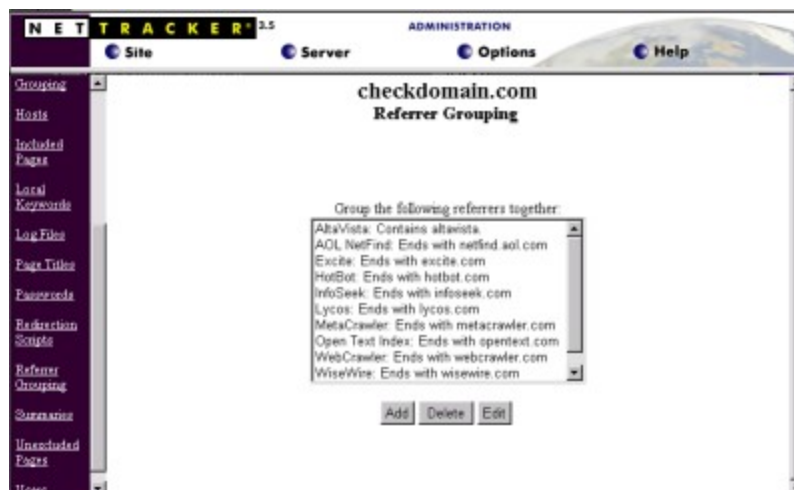 NET TRACKER® 3.5
ADMINISTRATION
Site
Server
Options
Help
Grouping
Hosts
Included
Pages
Local
Keywords
Log Files
Page Titles
Passwords
Redirection
Scripts
Referrer
Grouping
Summaries
Unexcluded
Pages
Users
checkdomain.com
Referrer Grouping
Group the following referrers together:
AltaVista: Contains altavista.
AOL NetFind: Ends with netfind.aol.com
Excite: Ends with excite.com
HotBot: Ends with hotbot.com
InfoSeek: Ends with infoseek.com
Lycos: Ends with lycos.com
MetaCrawler: Ends with metacrawler.com
Open Text Index: Ends with opentext.com
WebCrawler: Ends with webcrawler.com
WiseWire: Ends with wisewire.com
Add Delete Edit